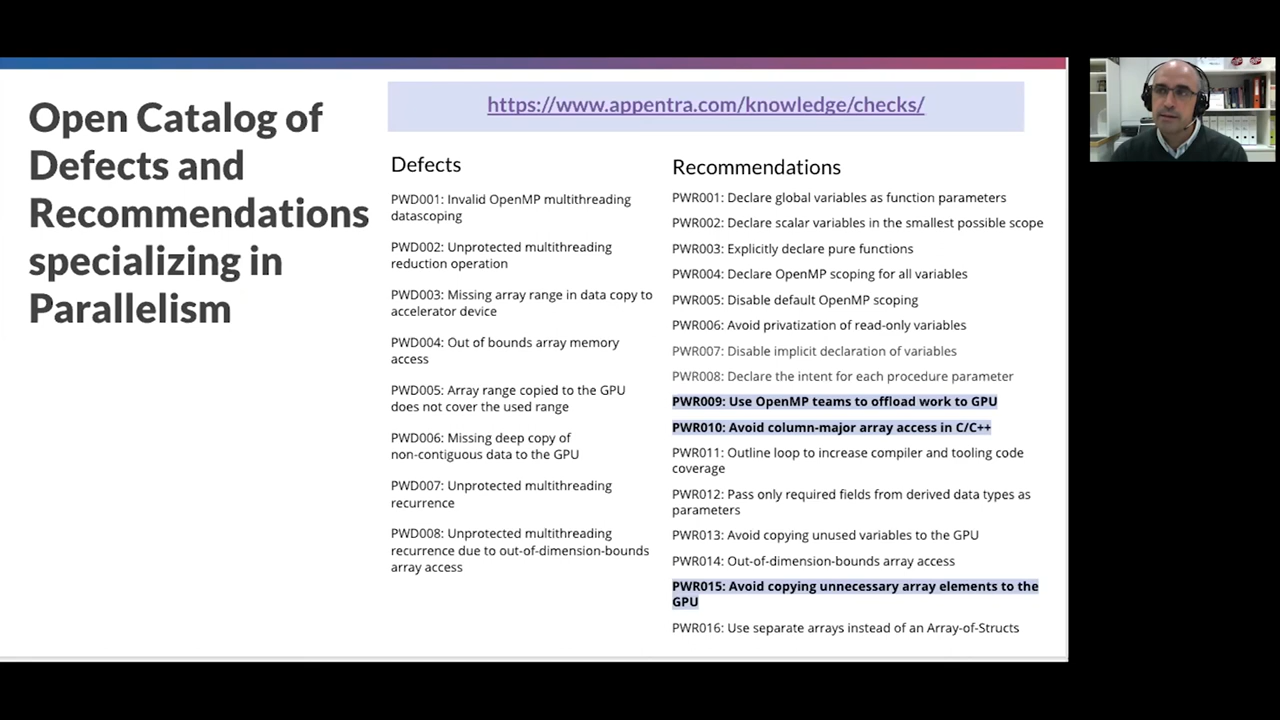 Open Catalog of
Defects and
Recommendations
specializing in
Parallelism
https://www.appentra.com/knowledge/checks/
Defects
PWD001: Invalid OpenMP multithreading
datascoping
PWD002: Unprotected multithreading
reduction operation
PWD003: Missing array range in data copy to
accelerator device
PWD004: Out of bounds array memory
access
PWD005: Array range copied to the GPU
does not cover the used range
PWD006: Missing deep copy of
non-contiguous data to the GPU
PWD007: Unprotected multithreading
recurrence
PWD008: Unprotected multithreading
recurrence due to out-of-dimension-bounds
array access
Recommendations
PWR001: Declare global variables as function parameters
PWR002: Declare scalar variables in the smallest possible scope
PWR003: Explicitly declare pure functions
PWR004: Declare OpenMP scoping for all variables
PWR005: Disable default OpenMP scoping
PWR006: Avoid privatization of read-only variables
PWR007: Disable implicit declaration of variables
PWR008: Declare the intent for each procedure parameter
PWR009: Use OpenMP teams to offload work to GPU
PWR010: Avoid column-major array access in C/C++
PWR011: Outline loop to increase compiler and tooling code
coverage
PWR012: Pass only required fields from derived data types as
parameters
PWR013: Avoid copying unused variables to the GPU
PWR014: Out-of-dimension-bounds array access
PWR015: Avoid copying unnecessary array elements to the
GPU
PWR016: Use separate arrays instead of an Array-of-Structs